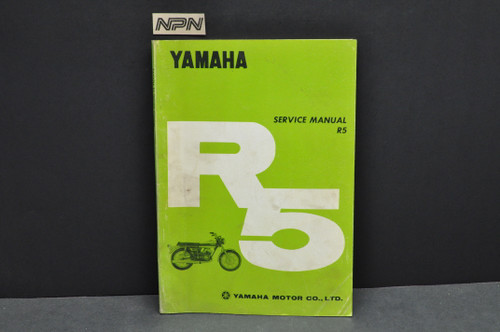 NPN
YAMAHA
SERVICE MANUAL
R5
R5
YAMAHA MOTOR CO., LTD.